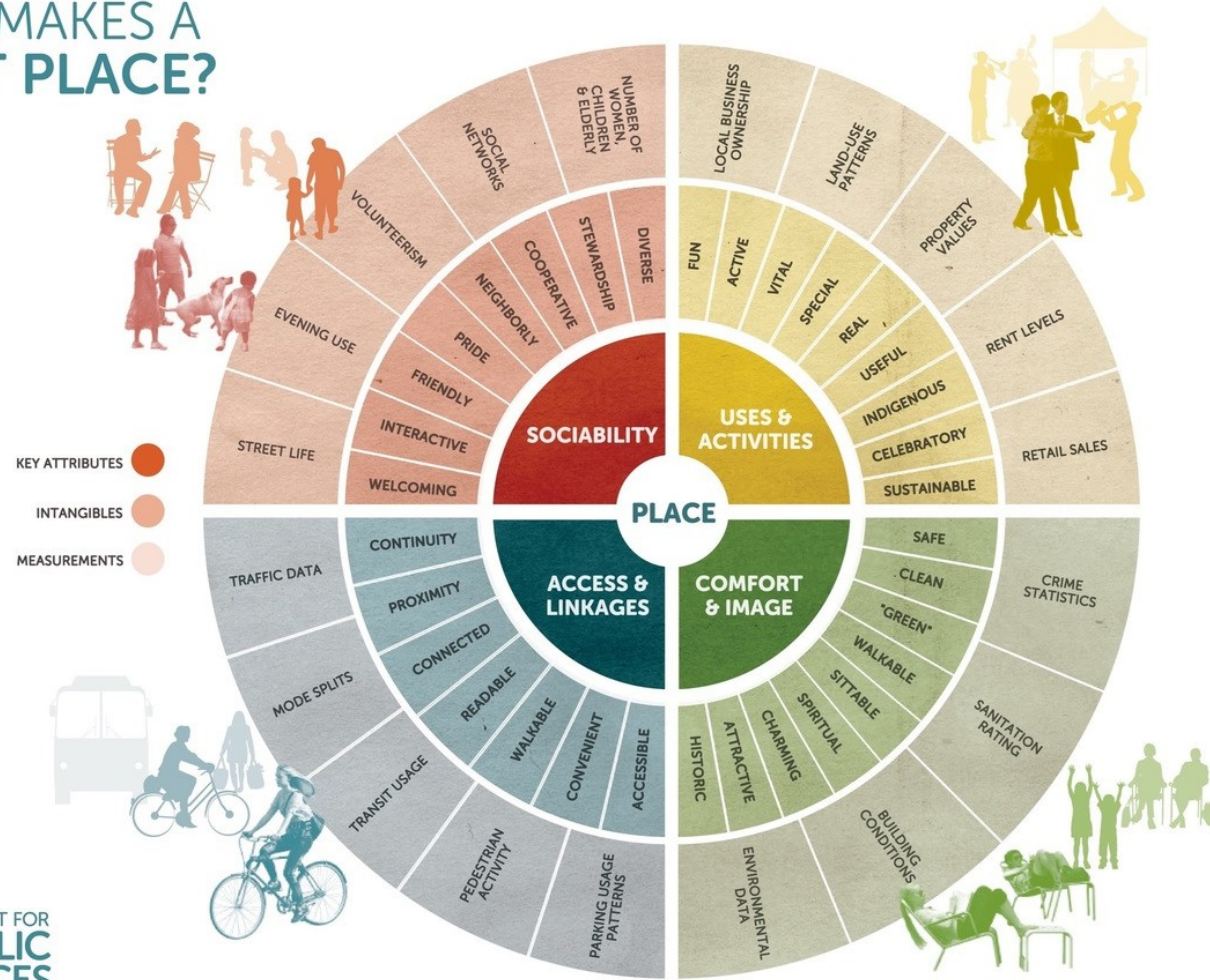 MAKES A
T PLACE?
KEY ATTRIBUTES
INTANGIBLES
MEASUREMENTS
PLACE
SOCIABILITY
USES &
ACTIVITIES
ACCESS &
LINKAGES
COMFORT
& IMAGE
WELCOMING
INTERACTIVE
FRIENDLY
PRIDE
NEIGHBORLY
COOPERATIVE
STEWARDSHIP
DIVERSE
FUN
ACTIVE
VITAL
SPECIAL
REAL
USEFUL
INDIGENOUS
CELEBRATORY
SUSTAINABLE
SAFE
CLEAN
"GREEN"
WALKABLE
SITTABLE
SPIRITUAL
CHARMING
ATTRACTIVE
HISTORIC
ACCESSIBLE
CONVENIENT
WALKABLE
READABLE
CONNECTED
PROXIMITY
CONTINUITY
STREET LIFE
EVENING USE
VOLUNTEERISM
SOCIAL
NETWORKS
NUMBER OF
WOMEN,
CHILDREN
& ELDERLY
LOCAL BUSINESS
OWNERSHIP
LAND-USE
PATTERNS
PROPERTY
VALUES
RENT LEVELS
RETAIL SALES
CRIME
STATISTICS
SANITATION
RATING
BUILDING
CONDITIONS
ENVIRONMENTAL
DATA
PARKING USAGE
PATTERNS
PEDESTRIAN
ACTIVITY
TRANSIT USAGE
MODE SPLITS
TRAFFIC DATA
T FOR
LIC
CES